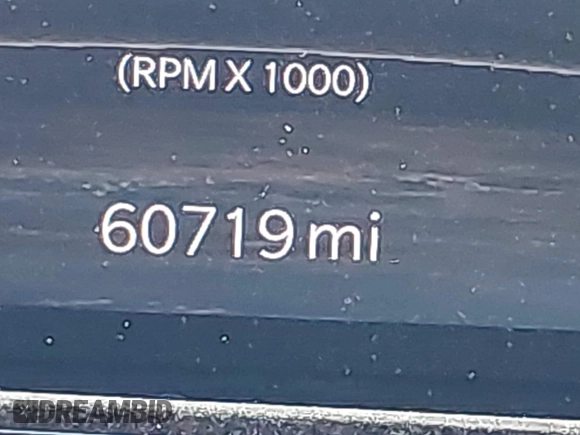 (RPM X 1000)
60719 mi
DREAMBID